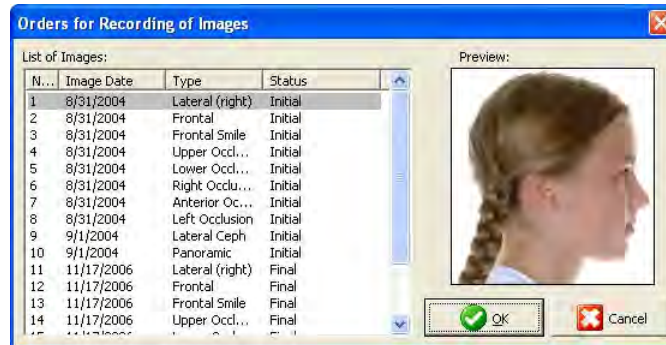 Orders for Recording of Images
List of Images:
Preview:
N... Image Date Type Status
1 8/31/2004 Lateral (right) Initial
2 8/31/2004 Frontal Initial
3 8/31/2004 Frontal Smile Initial
4 8/31/2004 Upper Occl... Initial
5 8/31/2004 Lower Occl... Initial
6 8/31/2004 Right Occlu... Initial
7 8/31/2004 Anterior Oc... Initial
8 8/31/2004 Left Occlusion Initial
9 9/1/2004 Lateral Ceph Initial
10 9/1/2004 Panoramic Initial
11 11/17/2006 Lateral (right) Final
12 11/17/2006 Frontal Final
13 11/17/2006 Frontal Smile Final
14 11/17/2006 Upper Occl... Final
OK Cancel